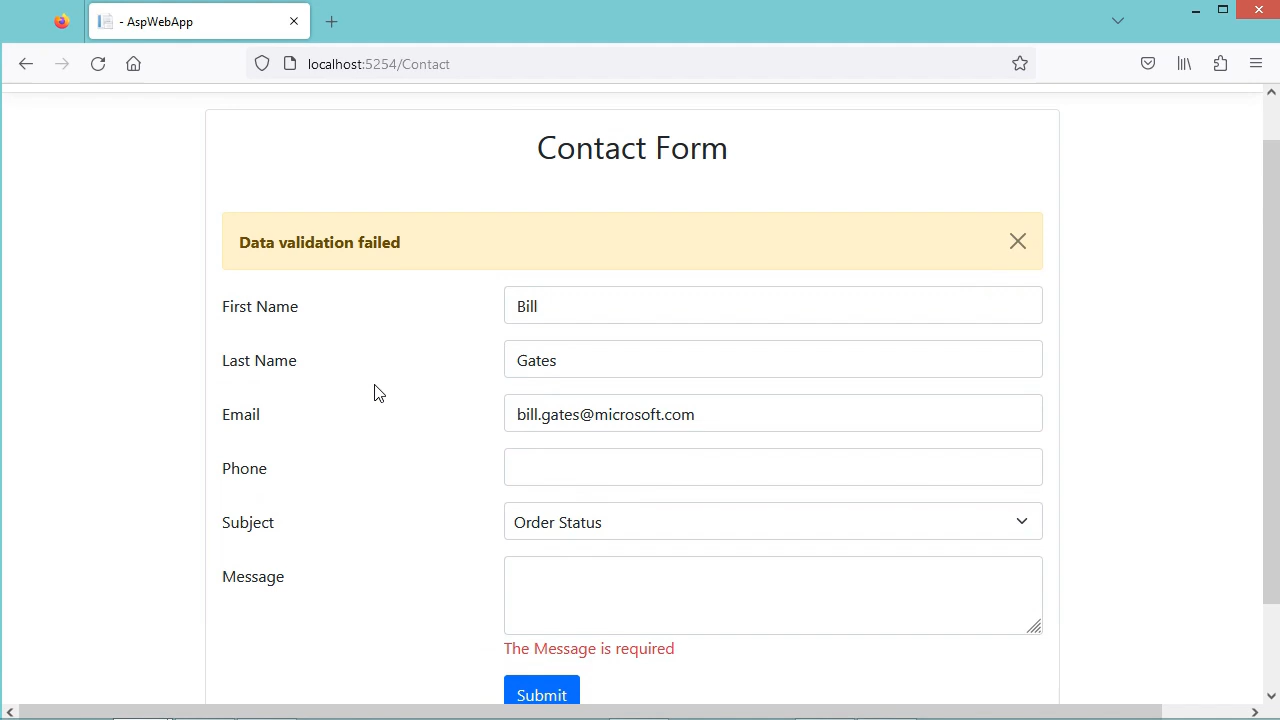 - AspWebApp
localhost:5254/Contact
Contact Form
Data validation failed
First Name
Bill
Last Name
Gates
Email
bill.gates@microsoft.com
Phone
Subject
Order Status
Message
The Message is required
Submit